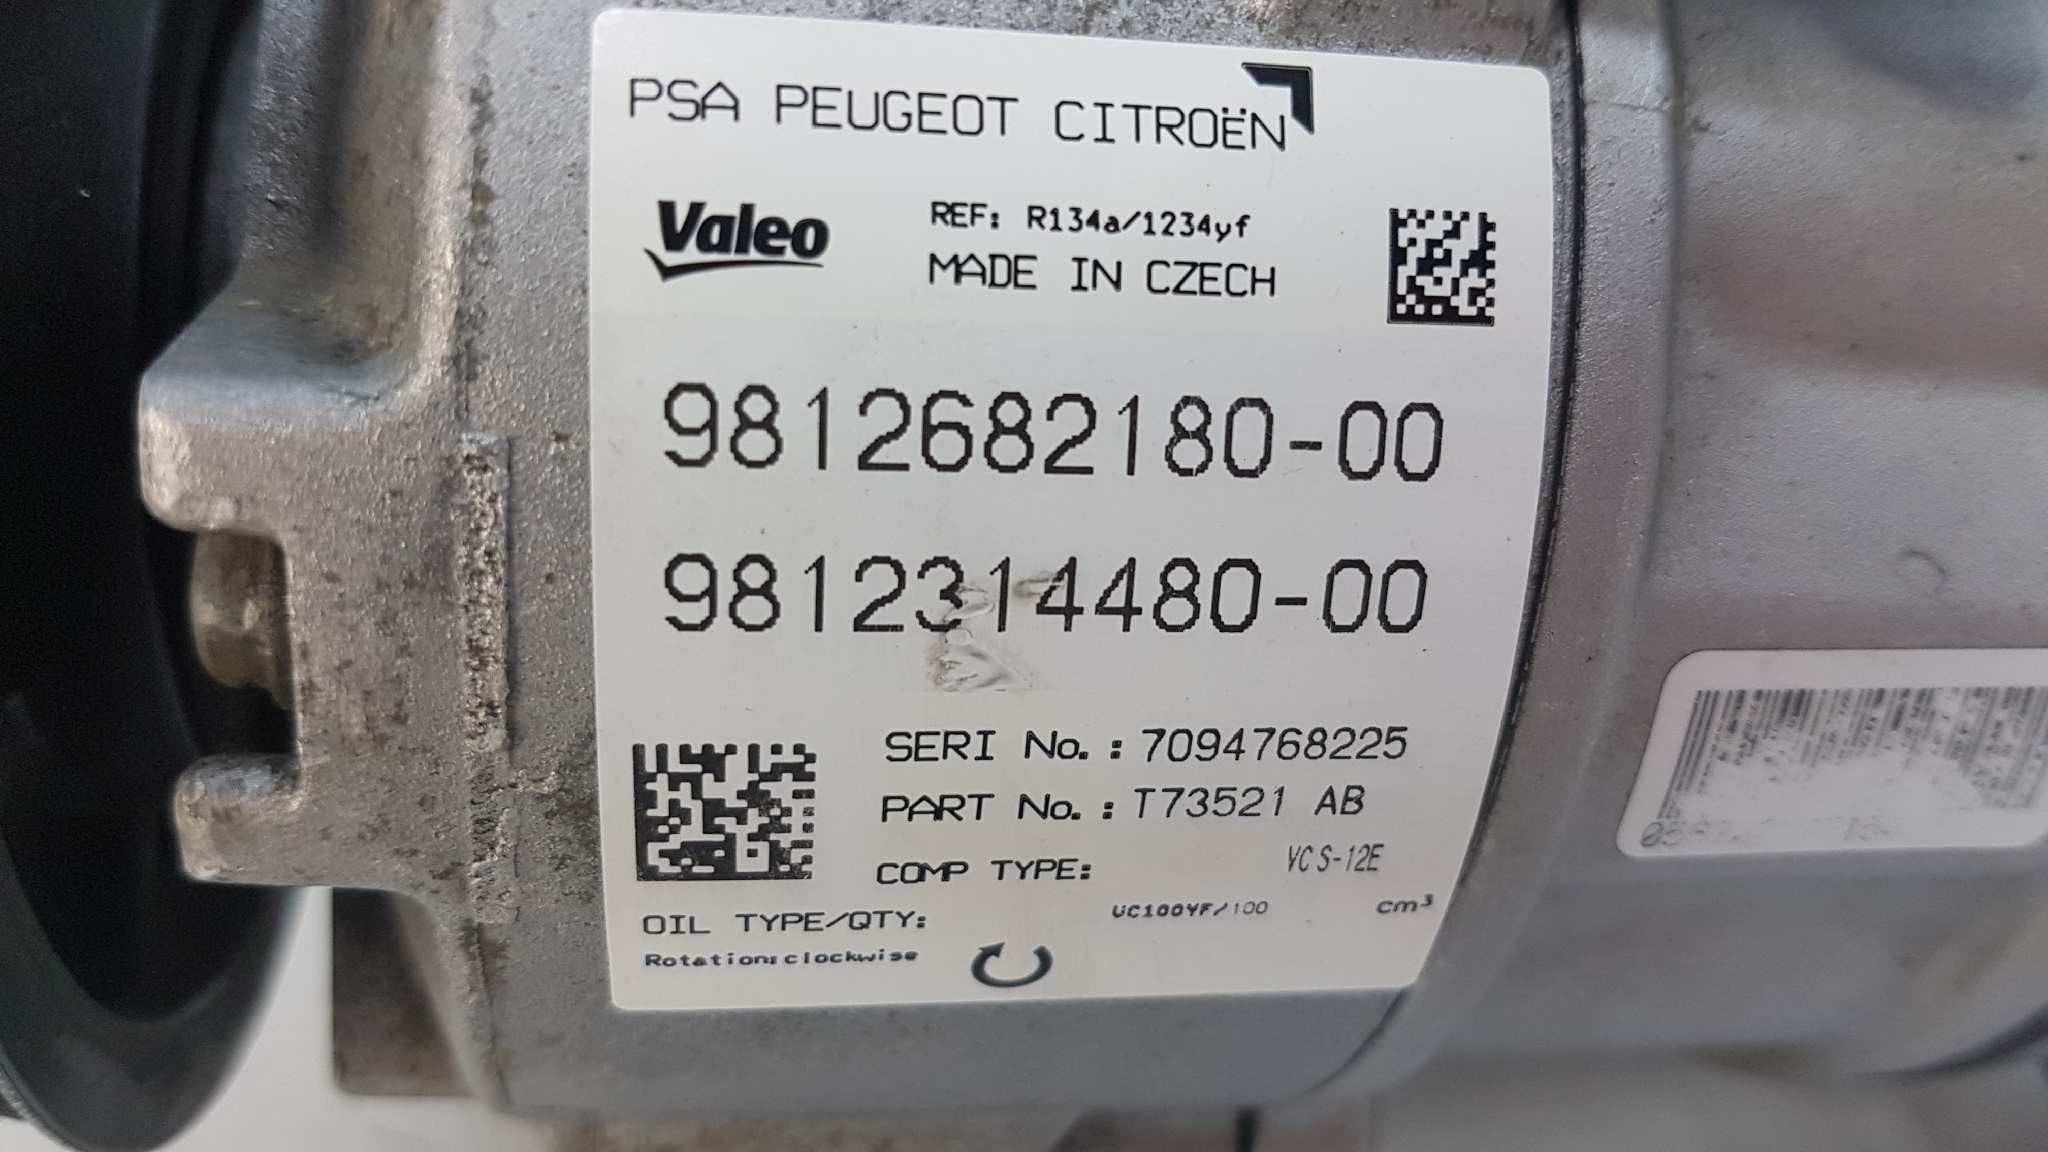 PSA PEUGEOT CITROËN
Valeo
REF: R134a/1234yf
MADE IN CZECH
9812682180-00
9812314480-00
SERI No.:7094768225
PART No.:T73521 AB
COMP TYPE: VCS-12E
OIL TYPE/QTY: VC100YF/100 cm³
Rotation:clockwise